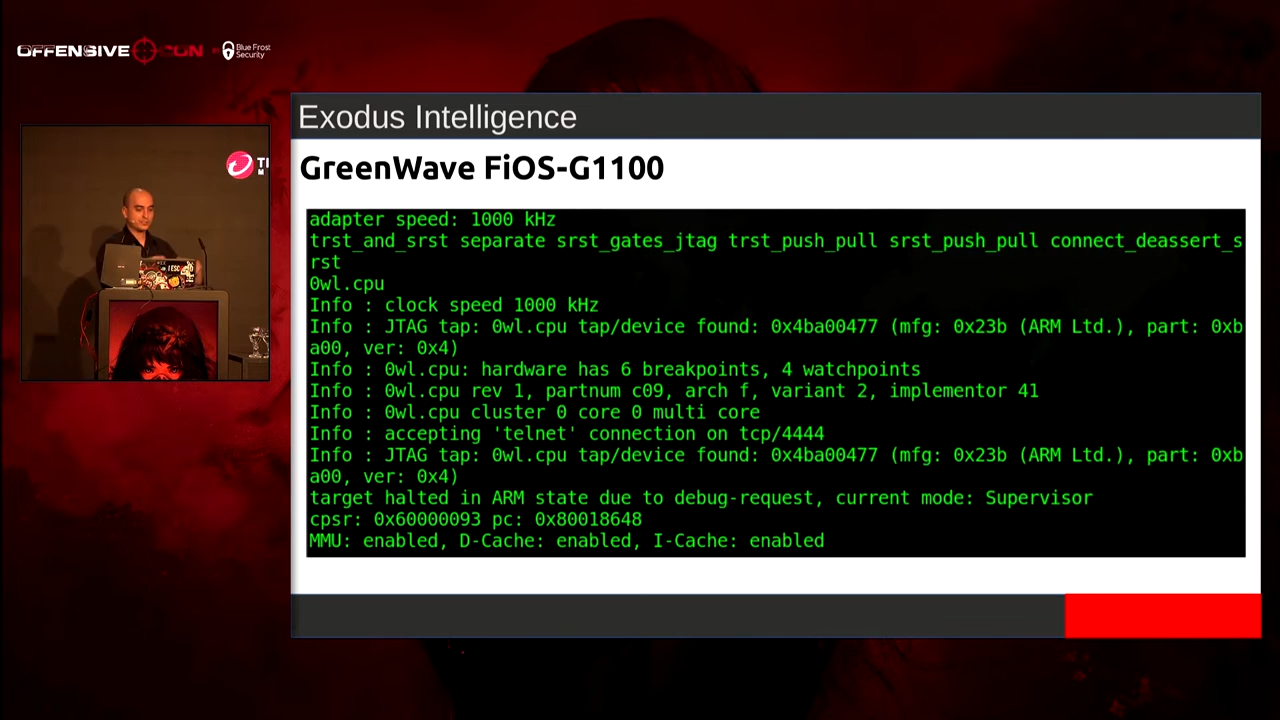 OFFENSIVE CON
Blue Frost
Security
TI
M
Exodus Intelligence
GreenWave FiOS-G1100
adapter speed: 1000 kHz
trst_and_srst separate srst_gates_jtag trst_push_pull srst_push_pull connect_deassert_s
rst
0wl.cpu
Info : clock speed 1000 kHz
Info : JTAG tap: 0wl.cpu tap/device found: 0x4ba00477 (mfg: 0x23b (ARM Ltd.), part: 0xb
a00, ver: 0x4)
Info : 0wl.cpu: hardware has 6 breakpoints, 4 watchpoints
Info : 0wl.cpu rev 1, partnum c09, arch f, variant 2, implementor 41
Info : 0wl.cpu cluster 0 core 0 multi core
Info : accepting 'telnet' connection on tcp/4444
Info : JTAG tap: 0wl.cpu tap/device found: 0x4ba00477 (mfg: 0x23b (ARM Ltd.), part: 0xb
a00, ver: 0x4)
target halted in ARM state due to debug-request, current mode: Supervisor
cpsr: 0x60000093 pc: 0x80018648
MMU: enabled, D-Cache: enabled, I-Cache: enabled